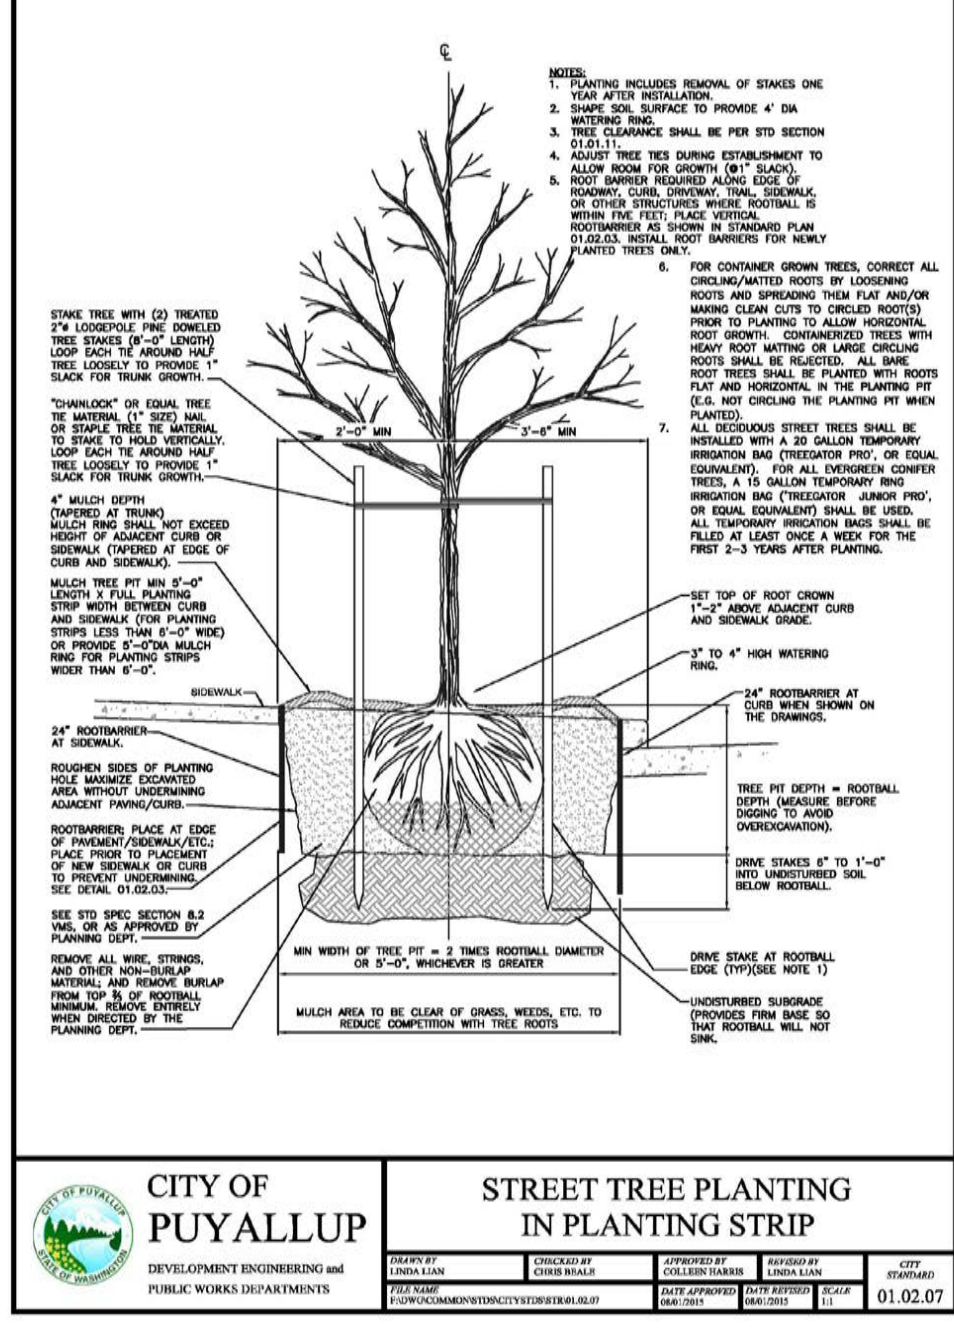 ℄
NOTES:
1. PLANTING INCLUDES REMOVAL OF STAKES ONE
YEAR AFTER INSTALLATION.
2. SHAPE SOIL SURFACE TO PROVIDE 4' DIA
WATERING RING.
3. TREE CLEARANCE SHALL BE PER STD SECTION
01.01.11.
4. ADJUST TREE TIES DURING ESTABLISHMENT TO
ALLOW ROOM FOR GROWTH (@1" SLACK).
5. ROOT BARRIER REQUIRED ALONG EDGE OF
ROADWAY, CURB, DRIVEWAY, TRAIL, SIDEWALK,
OR OTHER STRUCTURES WHERE ROOTBALL IS
WITHIN FIVE FEET; PLACE VERTICAL
ROOTBARRIER AS SHOWN IN STANDARD PLAN
01.02.03. INSTALL ROOT BARRIERS FOR NEWLY
PLANTED TREES ONLY.
6. FOR CONTAINER GROWN TREES, CORRECT ALL
CIRCLING/MATTED ROOTS BY LOOSENING
ROOTS AND SPREADING THEM FLAT AND/OR
MAKING CLEAN CUTS TO CIRCLED ROOT(S)
PRIOR TO PLANTING TO ALLOW HORIZONTAL
ROOT GROWTH. CONTAINERIZED TREES WITH
HEAVY ROOT MATTING OR LARGE CIRCLING
ROOTS SHALL BE REJECTED. ALL BARE
ROOT TREES SHALL BE PLANTED WITH ROOTS
FLAT AND HORIZONTAL IN THE PLANTING PIT
(E.G. NOT CIRCLING THE PLANTING PIT WHEN
PLANTED).
7. ALL DECIDUOUS STREET TREES SHALL BE
INSTALLED WITH A 20 GALLON TEMPORARY
IRRIGATION BAG (TREEGATOR PRO', OR EQUAL
EQUIVALENT). FOR ALL EVERGREEN CONIFER
TREES, A 15 GALLON TEMPORARY RING
IRRIGATION BAG ('TREEGATOR JUNIOR PRO',
OR EQUAL EQUIVALENT) SHALL BE USED.
ALL TEMPORARY IRRIGATION BAGS SHALL BE
FILLED AT LEAST ONCE A WEEK FOR THE
FIRST 2-3 YEARS AFTER PLANTING.
STAKE TREE WITH (2) TREATED
2"ø LODGEPOLE PINE DOWELED
TREE STAKES (8'-0" LENGTH)
LOOP EACH TIE AROUND HALF
TREE LOOSELY TO PROVIDE 1"
SLACK FOR TRUNK GROWTH.
"CHAINLOCK" OR EQUAL TREE
TIE MATERIAL (1" SIZE) NAIL
OR STAPLE TREE TIE MATERIAL
TO STAKE TO HOLD VERTICALLY.
LOOP EACH TIE AROUND HALF
TREE LOOSELY TO PROVIDE 1"
SLACK FOR TRUNK GROWTH.
4" MULCH DEPTH
(TAPERED AT TRUNK)
MULCH RING SHALL NOT EXCEED
HEIGHT OF ADJACENT CURB OR
SIDEWALK (TAPERED AT EDGE OF
CURB AND SIDEWALK).
MULCH TREE PIT MIN 5'-0"
LENGTH X FULL PLANTING
STRIP WIDTH BETWEEN CURB
AND SIDEWALK (FOR PLANTING
STRIPS LESS THAN 6'-0" WIDE)
OR PROVIDE 5'-0"DIA MULCH
RING FOR PLANTING STRIPS
WIDER THAN 6'-0".
SIDEWALK
24" ROOTBARRIER
AT SIDEWALK.
ROUGHEN SIDES OF PLANTING
HOLE MAXIMIZE EXCAVATED
AREA WITHOUT UNDERMINING
ADJACENT PAVING/CURB.
ROOTBARRIER; PLACE AT EDGE
OF PAVEMENT/SIDEWALK/ETC.;
PLACE PRIOR TO PLACEMENT
OF NEW SIDEWALK OR CURB
TO PREVENT UNDERMINING.
SEE DETAIL 01.02.03.
SEE STD SPEC SECTION 8.2
VMS, OR AS APPROVED BY
PLANNING DEPT.
REMOVE ALL WIRE, STRINGS,
AND OTHER NON-BURLAP
MATERIAL; AND REMOVE BURLAP
FROM TOP ⅔ OF ROOTBALL
MINIMUM. REMOVE ENTIRELY
WHEN DIRECTED BY THE
PLANNING DEPT.
2'-0" MIN
3'-6" MIN
SET TOP OF ROOT CROWN
1"-2" ABOVE ADJACENT CURB
AND SIDEWALK GRADE.
3" TO 4" HIGH WATERING
RING.
24" ROOTBARRIER AT
CURB WHEN SHOWN ON
THE DRAWINGS.
TREE PIT DEPTH = ROOTBALL
DEPTH (MEASURE BEFORE
DIGGING TO AVOID
OVEREXCAVATION).
DRIVE STAKES 6" TO 1'-0"
INTO UNDISTURBED SOIL
BELOW ROOTBALL.
DRIVE STAKE AT ROOTBALL
EDGE (TYP)(SEE NOTE 1)
UNDISTURBED SUBGRADE
(PROVIDES FIRM BASE SO
THAT ROOTBALL WILL NOT
SINK.
MIN WIDTH OF TREE PIT = 2 TIMES ROOTBALL DIAMETER
OR 5'-0", WHICHEVER IS GREATER
MULCH AREA TO BE CLEAR OF GRASS, WEEDS, ETC. TO
REDUCE COMPETITION WITH TREE ROOTS
CITY OF PUYALLUP
STATE OF WASHINGTON
CITY OF
PUYALLUP
DEVELOPMENT ENGINEERING and
PUBLIC WORKS DEPARTMENTS
STREET TREE PLANTING
IN PLANTING STRIP
DRAWN BY
LINDA LIAN
CHECKED BY
CHRIS BEALE
APPROVED BY
COLLEEN HARRIS
REVISED BY
LINDA LIAN
FILE NAME
F:\DWG\COMMON\STDS\CITYSTDS\STR\01.02.07
DATE APPROVED
08/01/2015
DATE REVISED
08/01/2015
SCALE
1:1
CITY
STANDARD
01.02.07